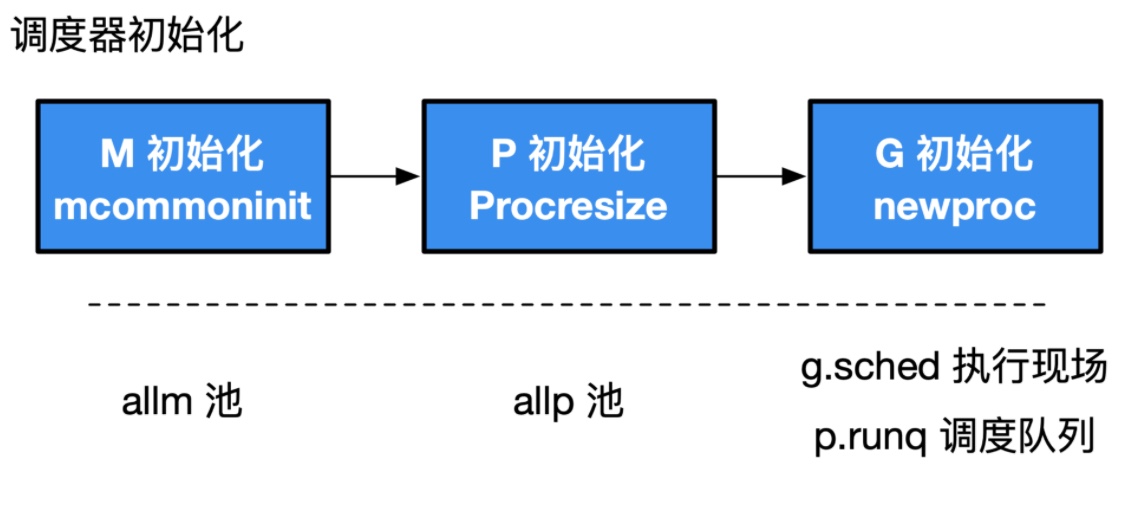 调度器初始化
M 初始化
mcommoninit
P 初始化
Procresize
G 初始化
newproc
allm 池
allp 池
g.sched 执行现场
p.runq 调度队列